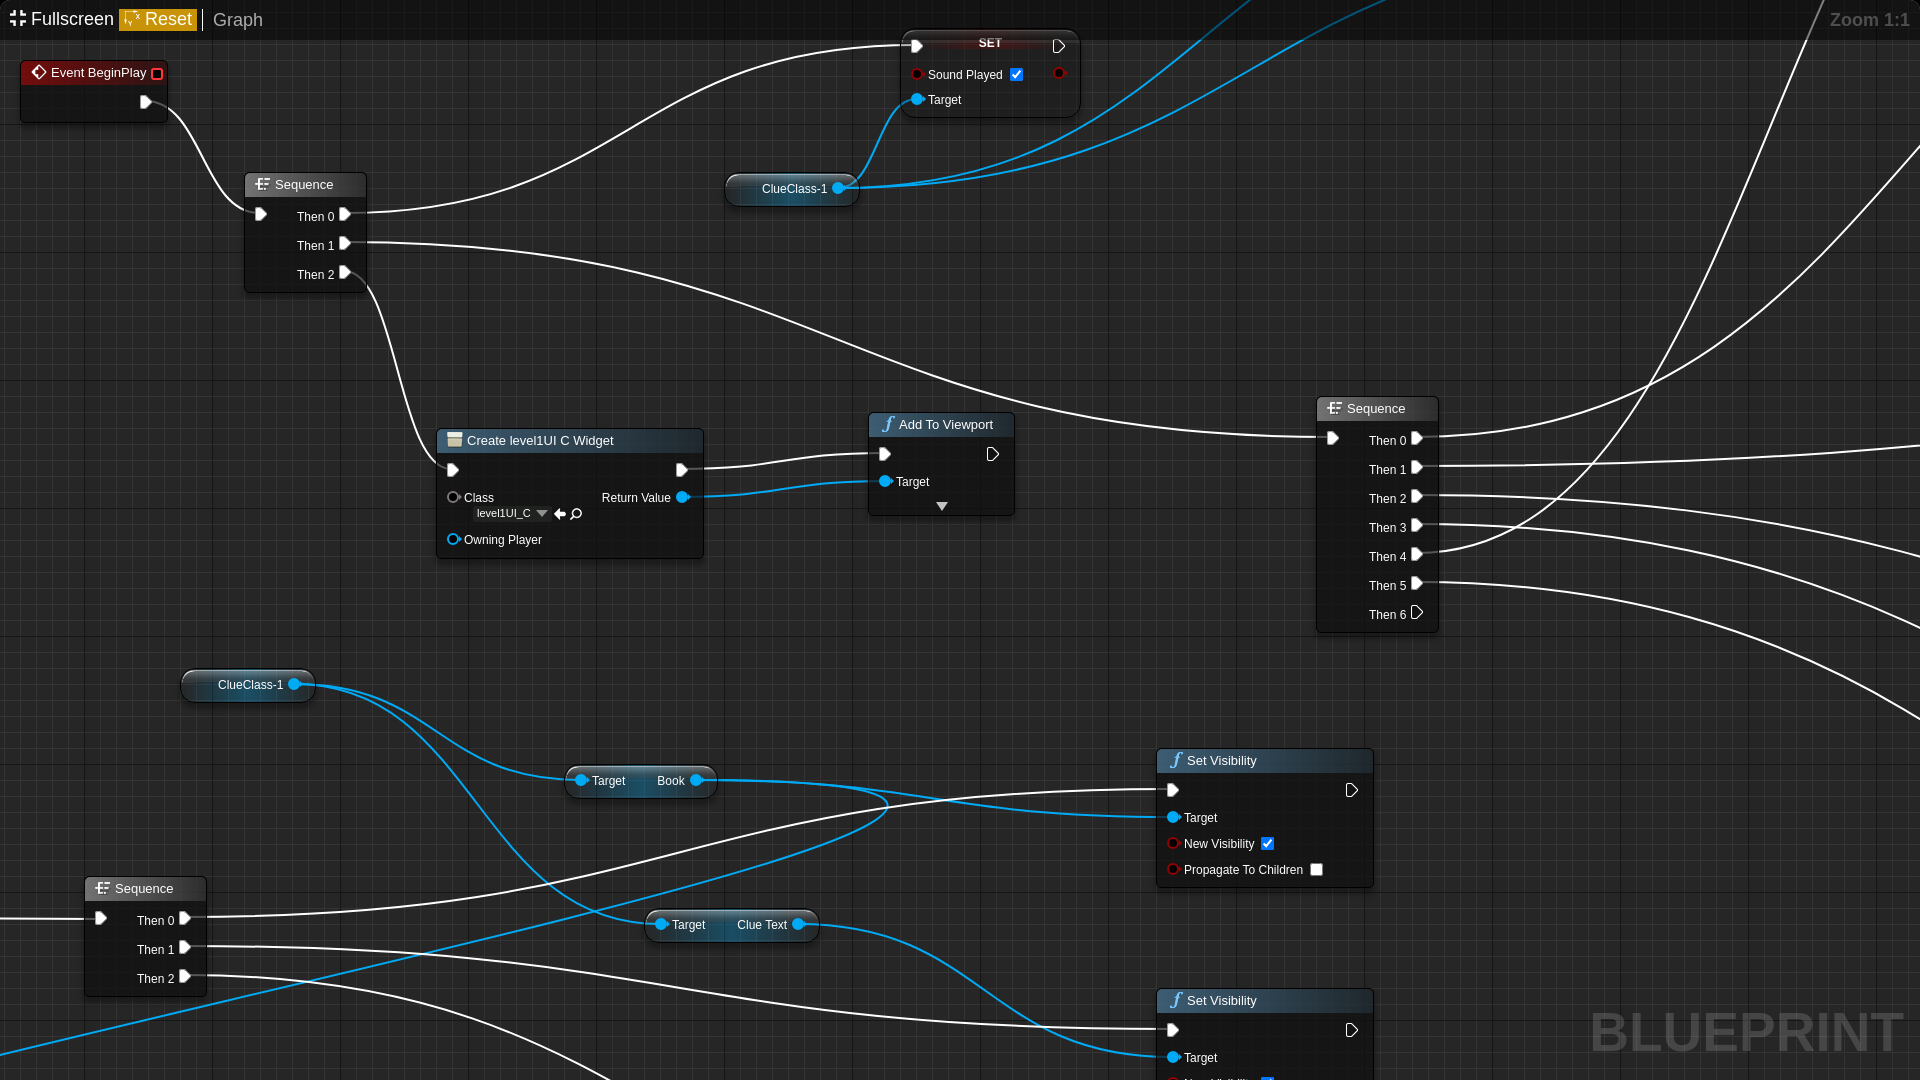 Fullscreen Reset Graph Zoom 1:1
SET
Event BeginPlay
Sound Played
Target
Sequence
ClueClass-1
Then 0
Then 1
Then 2
Sequence
Add To Viewport
Create level1UI C Widget
Then 0
Then 1
Target
Class Return Value
Then 2
level1UI_C
Then 3
Owning Player
Then 4
Then 5
Then 6
ClueClass-1
Set Visibility
Target Book
Target
New Visibility
Propagate To Children
Sequence
Then 0
Target Clue Text
Then 1
Then 2
Set Visibility
BLUEPRINT
Target